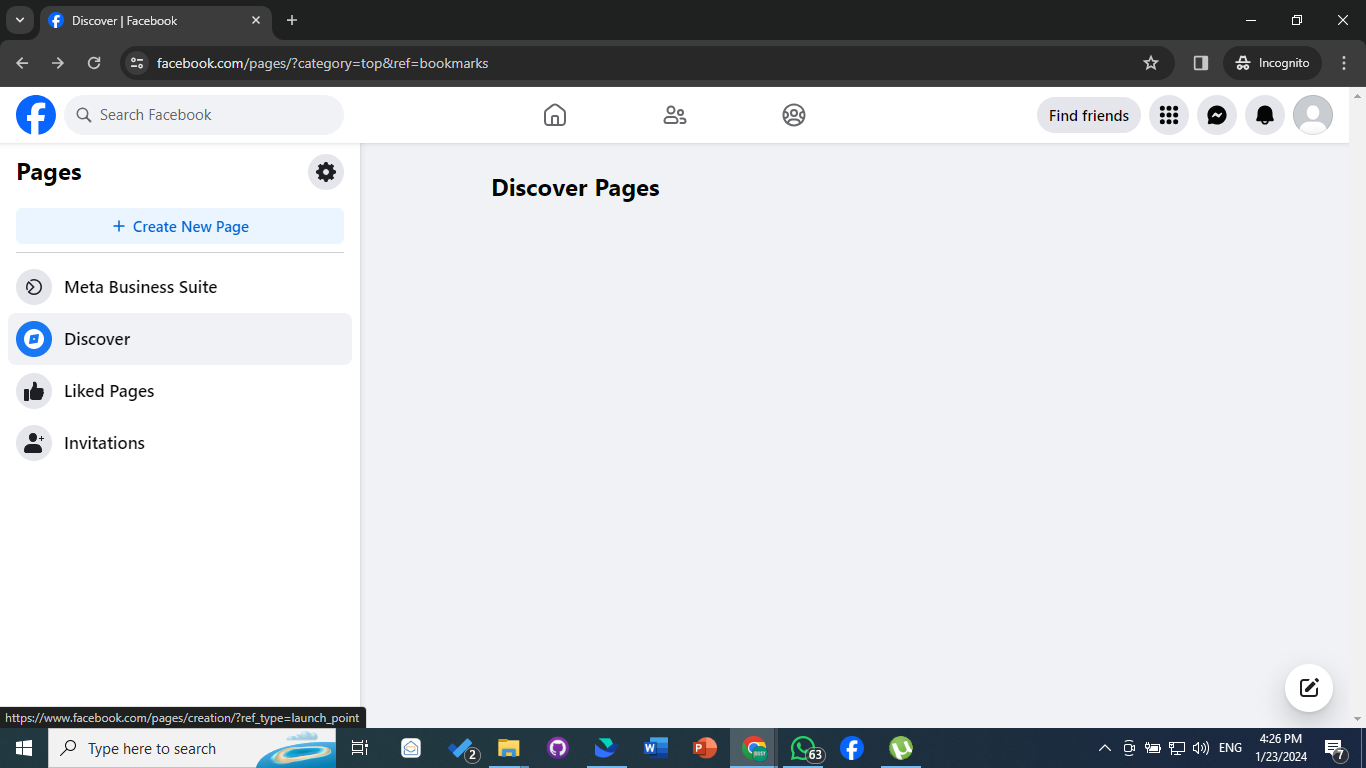 Discover | Facebook
facebook.com/pages/?category=top&ref=bookmarks
Incognito
Search Facebook
Find friends
Pages
Create New Page
Meta Business Suite
Discover
Liked Pages
Invitations
Discover Pages
https://www.facebook.com/pages/creation/?ref_type=launch_point
Type here to search
2
63
ENG
4:26 PM
1/23/2024
7